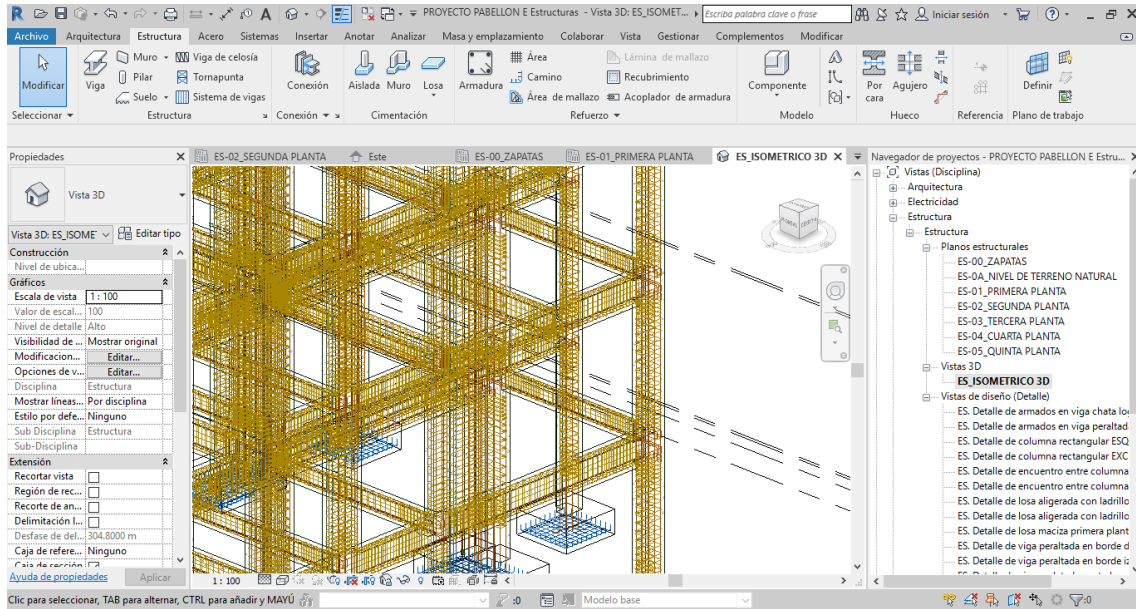 PROYECTO PABELLON E Estructuras - Vista 3D: ES_ISOMET...
Escriba palabra clave o frase
Iniciar sesión
Archivo Arquitectura Estructura Acero Sistemas Insertar Anotar Analizar Masa y emplazamiento Colaborar Vista Gestionar Complementos Modificar
Modificar
Viga
Muro
Pilar
Suelo
Viga de celosía
Tornapunta
Sistema de vigas
Conexión
Aislada Muro Losa
Armadura
Área
Camino
Área de mallazo
Lámina de mallazo
Recubrimiento
Acoplador de armadura
Componente
Por cara
Agujero
Definir
Seleccionar
Estructura
Conexión
Cimentación
Refuerzo
Modelo
Hueco
Referencia
Plano de trabajo
Propiedades
ES-02_SEGUNDA PLANTA
Este
ES-00_ZAPATAS
ES-01_PRIMERA PLANTA
ES_ISOMETRICO 3D
Navegador de proyectos - PROYECTO PABELLON E Estru...
Vista 3D
Vista 3D: ES_ISOME
Editar tipo
Construcción
Nivel de ubica...
Gráficos
Escala de vista 1 : 100
Valor de escal... 100
Nivel de detalle Alto
Visibilidad de ... Mostrar original
Modificacion... Editar...
Opciones de v... Editar...
Disciplina Estructura
Mostrar líneas... Por disciplina
Estilo por defe... Ninguno
Sub Disciplina Estructura
Sub-Disciplina
Extensión
Recortar vista
Región de rec...
Recorte de an...
Delimitación l...
Desfase de del... 304.8000 m
Caja de refere... Ninguno
Caja de sección
Ayuda de propiedades
Aplicar
Vistas (Disciplina)
Arquitectura
Electricidad
Estructura
Estructura
Planos estructurales
ES-00_ZAPATAS
ES-0A_NIVEL DE TERRENO NATURAL
ES-01_PRIMERA PLANTA
ES-02_SEGUNDA PLANTA
ES-03_TERCERA PLANTA
ES-04_CUARTA PLANTA
ES-05_QUINTA PLANTA
Vistas 3D
ES_ISOMETRICO 3D
Vistas de diseño (Detalle)
ES. Detalle de armados en viga chata
ES. Detalle de armados en viga peraltad
ES. Detalle de columna rectangular ESQ
ES. Detalle de columna rectangular EXC
ES. Detalle de encuentro entre columna
ES. Detalle de encuentro entre columna
ES. Detalle de losa aligerada con ladrillo
ES. Detalle de losa aligerada con ladrillo
ES. Detalle de losa maciza primera plant
ES. Detalle de viga peraltada en borde d
ES. Detalle de viga peraltada en borde iz
1 : 100
Clic para seleccionar, TAB para alternar, CTRL para añadir y MAYÚ
:0
Modelo base
:0